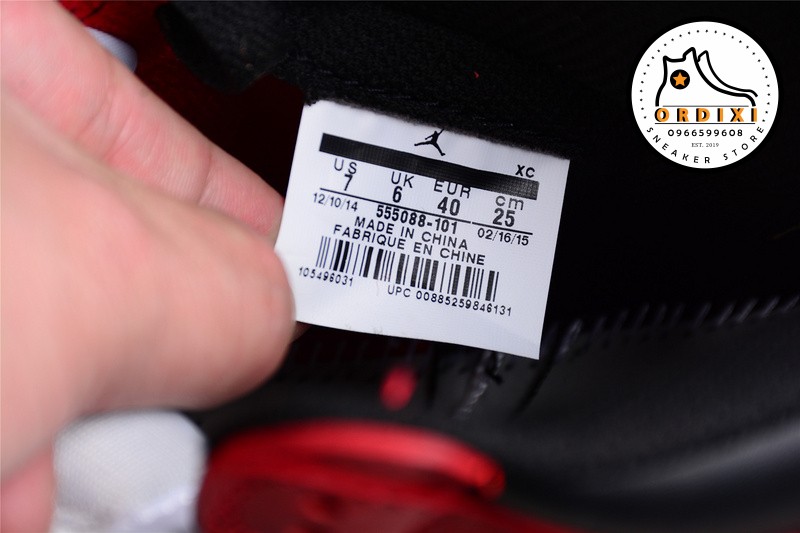 XC
US UK EUR cm
7 6 40 25
12/10/14 555088-101 02/16/15
MADE IN CHINA
FABRIQUE EN CHINE
105496031
UPC 00885259846131
ORDIXI
0966599608
SNEAKER STORE
EST. 2019